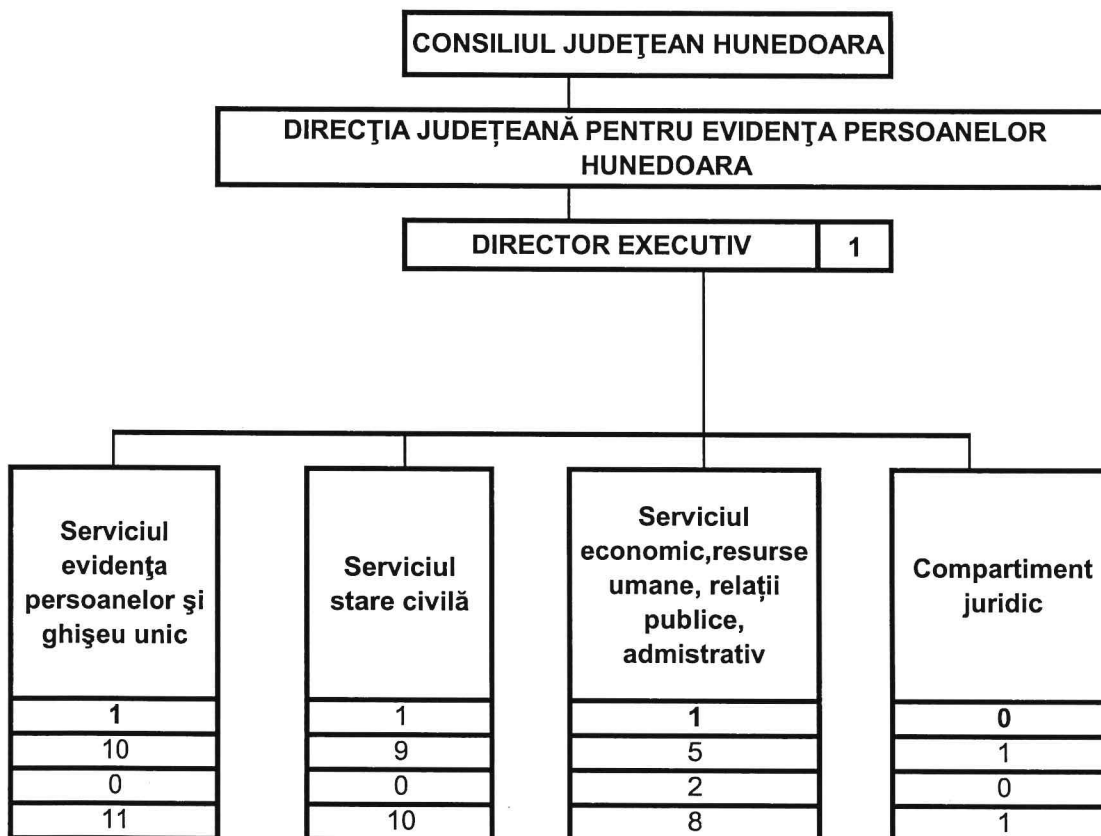 CONSILIUL JUDEŢEAN HUNEDOARA
DIRECŢIA JUDEȚEANĂ PENTRU EVIDENŢA PERSOANELOR
HUNEDOARA
DIRECTOR EXECUTIV 1
Serviciul
evidenţa
persoanelor şi
ghişeu unic
1
10
0
11
Serviciul
stare civilă
1
9
0
10
Serviciul
economic,resurse
umane, relații
publice,
admistrativ
1
5
2
8
Compartiment
juridic
0
1
0
1